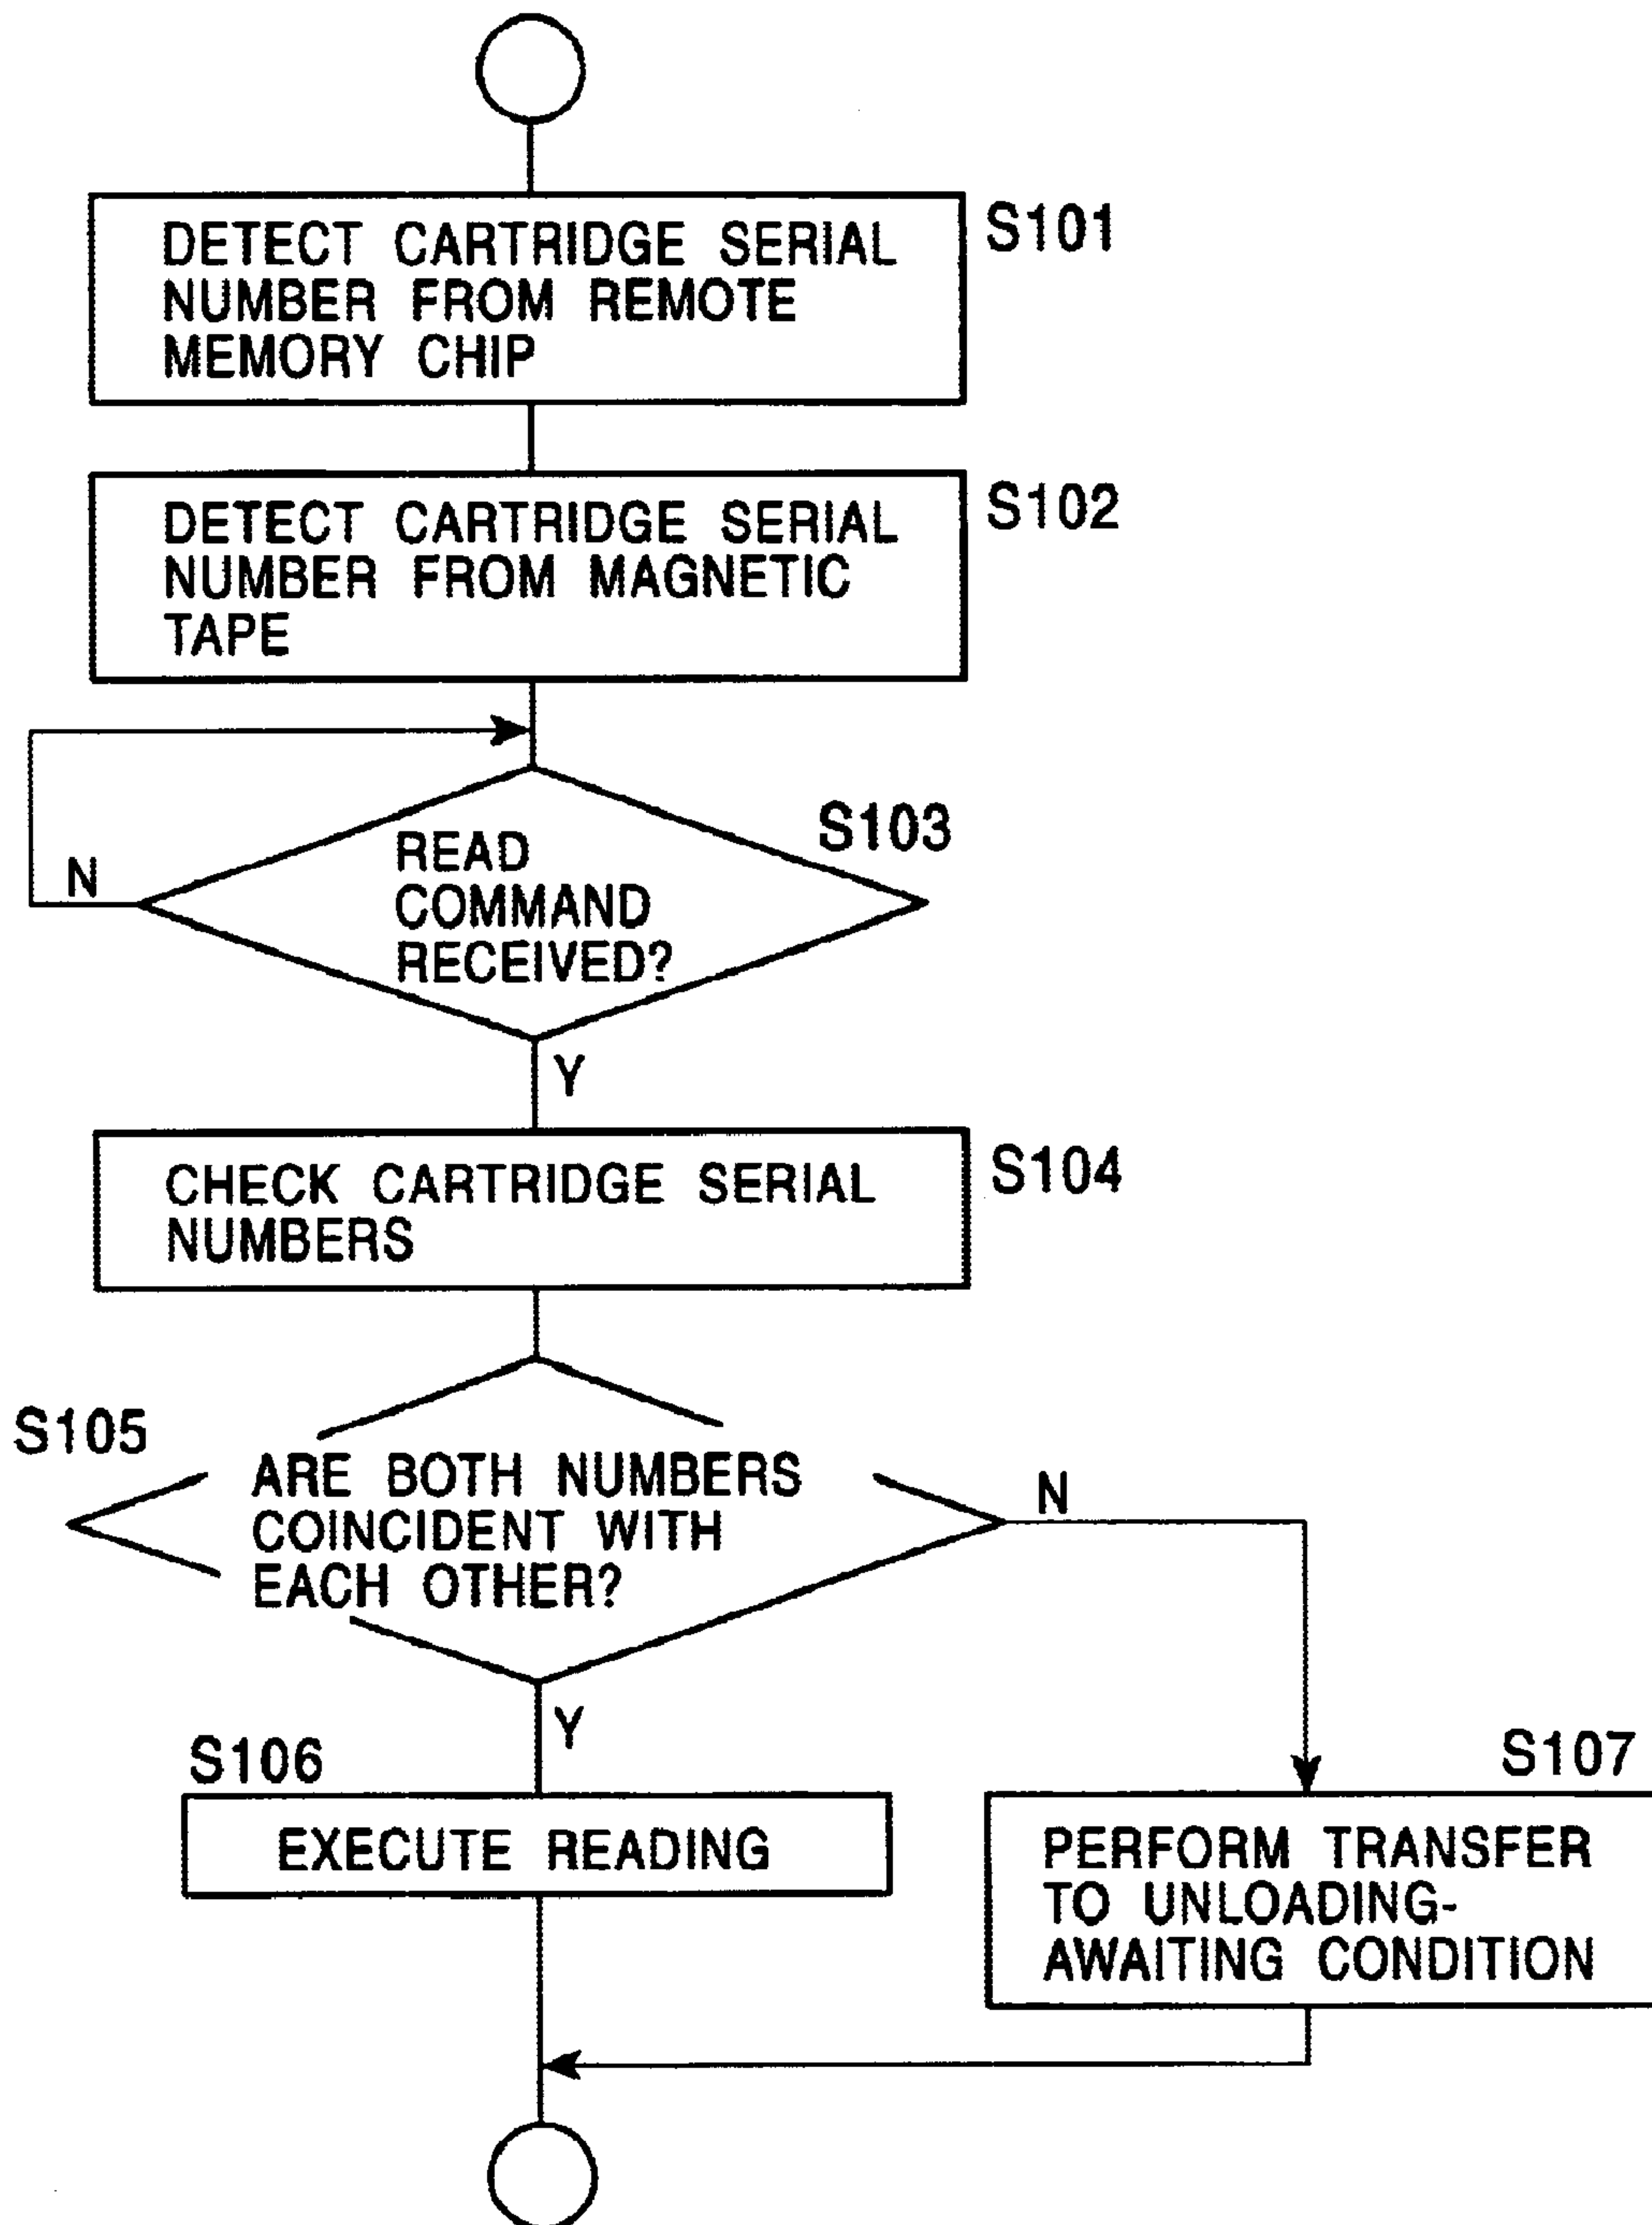 DETECT CARTRIDGE SERIAL
NUMBER FROM REMOTE
MEMORY CHIP
S101
DETECT CARTRIDGE SERIAL
NUMBER FROM MAGNETIC
TAPE
S102
READ
COMMAND
RECEIVED?
S103
N
Y
CHECK CARTRIDGE SERIAL
NUMBERS
S104
S105
ARE BOTH NUMBERS
COINCIDENT WITH
EACH OTHER?
N
Y
S106
EXECUTE READING
S107
PERFORM TRANSFER
TO UNLOADING-
AWAITING CONDITION